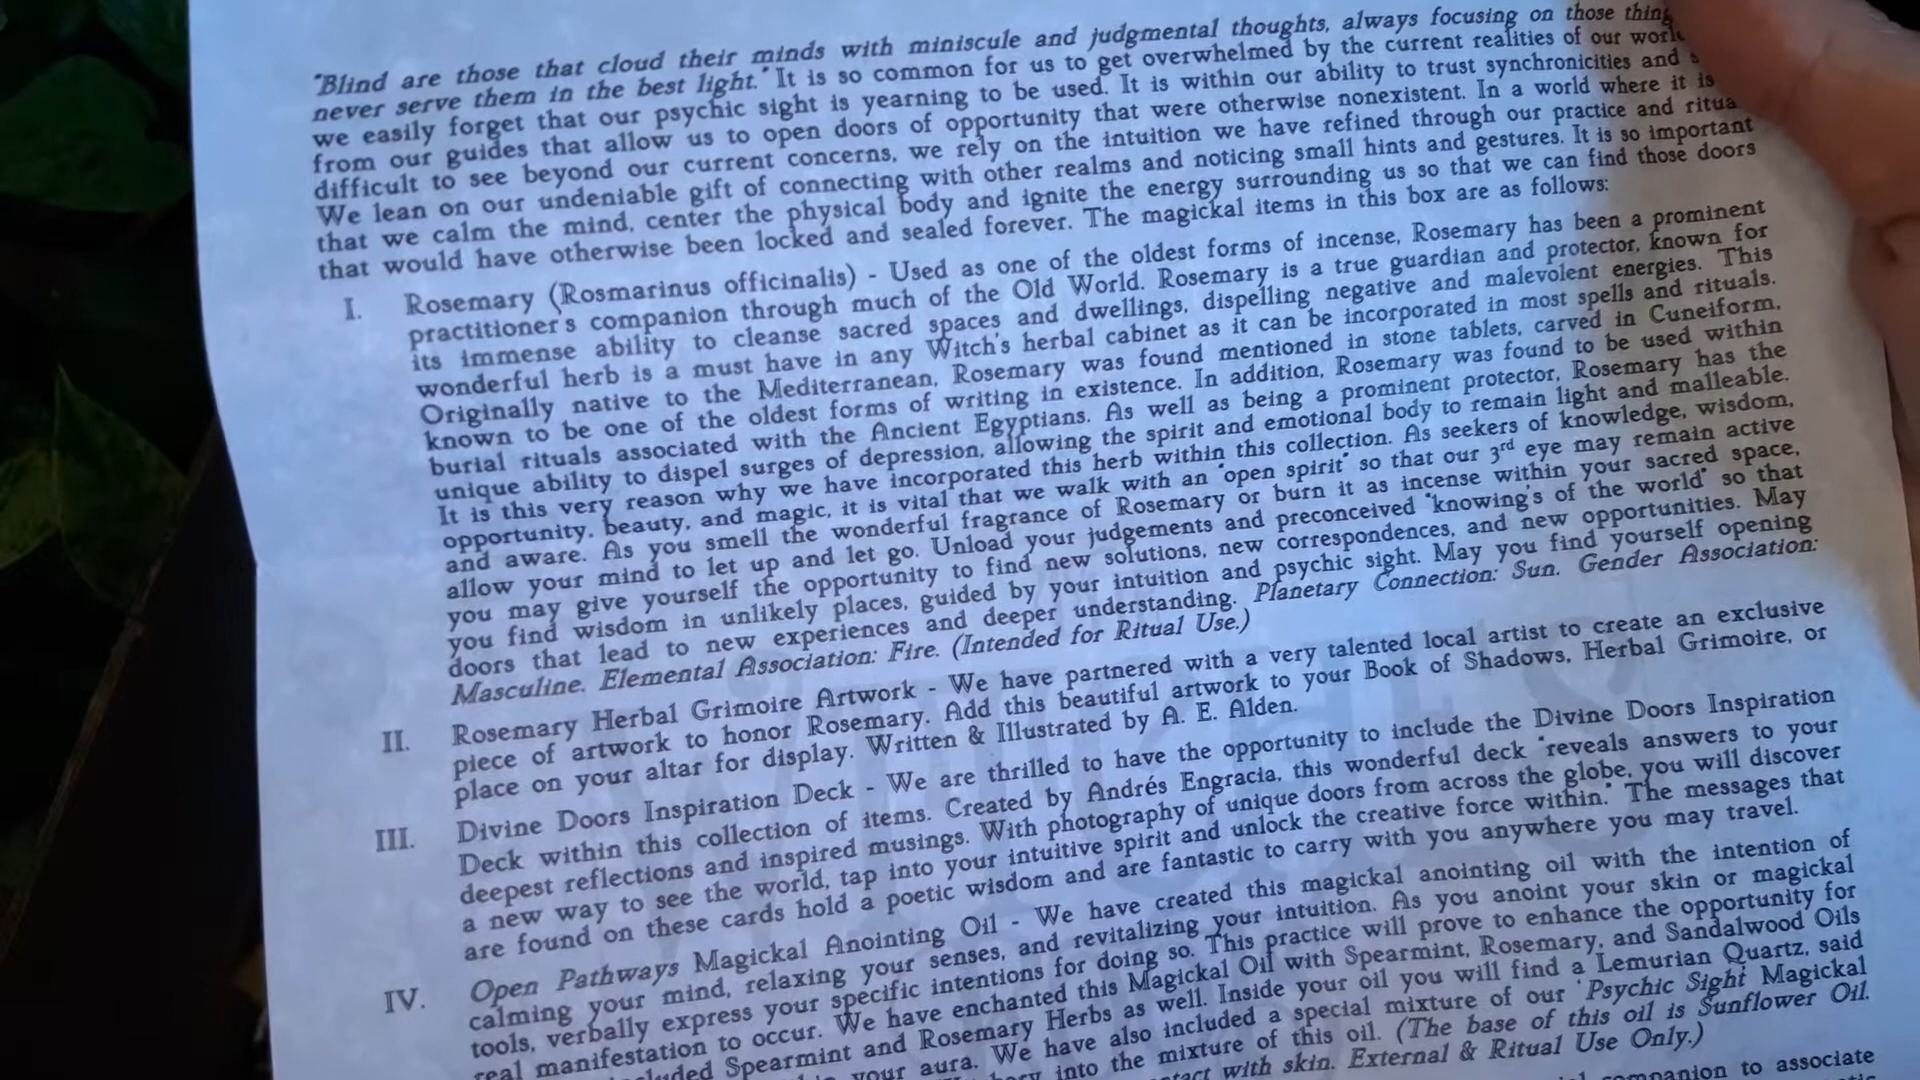 "Blind are those that cloud their minds with miniscule and judgmental thoughts, always focusing on those
never serve them in the best light." It is so common for us to get overwhelmed by the current realities of our
we easily forget that our psychic sight is yearning to be used. It is within our ability to trust synchronicities and
from our guides that allow us to open doors of opportunity that were otherwise nonexistent. In a world where it is
difficult to see beyond our current concerns, we rely on the intuition we have refined through our practice and
We lean on our undeniable gift of connecting with other realms and noticing small hints and gestures. It is so important
that we calm the mind, center the physical body and ignite the energy surrounding us so that we can find those doors
that would have otherwise been locked and sealed forever. The magickal items in this box are as follows:
I. Rosemary (Rosmarinus officinalis) - Used as one of the oldest forms of incense, Rosemary has been a prominent
practitioner's companion through much of the Old World. Rosemary is a true guardian and protector, known for
its immense ability to cleanse sacred spaces and dwellings, dispelling negative and malevolent energies. This
wonderful herb is a must have in any Witch's herbal cabinet as it can be incorporated in most spells and rituals.
Originally native to the Mediterranean, Rosemary was found mentioned in stone tablets, carved in Cuneiform,
known to be one of the oldest forms of writing in existence. In addition, Rosemary was found to be used within
burial rituals associated with the Ancient Egyptians. As well as being a prominent protector, Rosemary has the
unique ability to dispel surges of depression, allowing the spirit and emotional body to remain light and malleable.
It is this very reason why we have incorporated this herb within this collection. As seekers of knowledge, wisdom,
opportunity, beauty, and magic, it is vital that we walk with an "open spirit" so that our 3rd eye may remain active
and aware. As you smell the wonderful fragrance of Rosemary or burn it as incense within your sacred space,
allow your mind to let up and let go. Unload your judgements and preconceived "knowing's of the world" so that
you may give yourself the opportunity to find new solutions, new correspondences, and new opportunities. May
you find wisdom in unlikely places, guided by your intuition and psychic sight. May you find yourself opening
doors that lead to new experiences and deeper understanding. Planetary Connection: Sun. Gender Association:
Masculine. Elemental Association: Fire. (Intended for Ritual Use.)
II. Rosemary Herbal Grimoire Artwork - We have partnered with a very talented local artist to create an exclusive
piece of artwork to honor Rosemary. Add this beautiful artwork to your Book of Shadows, Herbal Grimoire, or
place on your altar for display. Written & Illustrated by A. E. Alden.
III. Divine Doors Inspiration Deck - We are thrilled to have the opportunity to include the Divine Doors Inspiration
Deck within this collection of items. Created by Andrés Engracia, this wonderful deck "reveals answers to your
deepest reflections and inspired musings. With photography of unique doors from across the globe, you will discover
a new way to see the world, tap into your intuitive spirit and unlock the creative force within." The messages that
are found on these cards hold a poetic wisdom and are fantastic to carry with you anywhere you may travel.
IV. Open Pathways Magickal Anointing Oil - We have created this magickal anointing oil with the intention of
calming your mind, relaxing your senses, and revitalizing your intuition. As you anoint your skin or magickal
tools, verbally express your specific intentions for doing so. This practice will prove to enhance the opportunity for
real manifestation to occur. We have enchanted this Magickal Oil with Spearmint, Rosemary, and Sandalwood Oils
Spearmint and Rosemary Herbs as well. Inside your oil you will find a Lemurian Quartz, said
your aura. We have also included a special mixture of our 'Psychic Sight' Magickal
into the mixture of this oil. (The base of this oil is Sunflower Oil.
with skin. External & Ritual Use Only.)
to associate